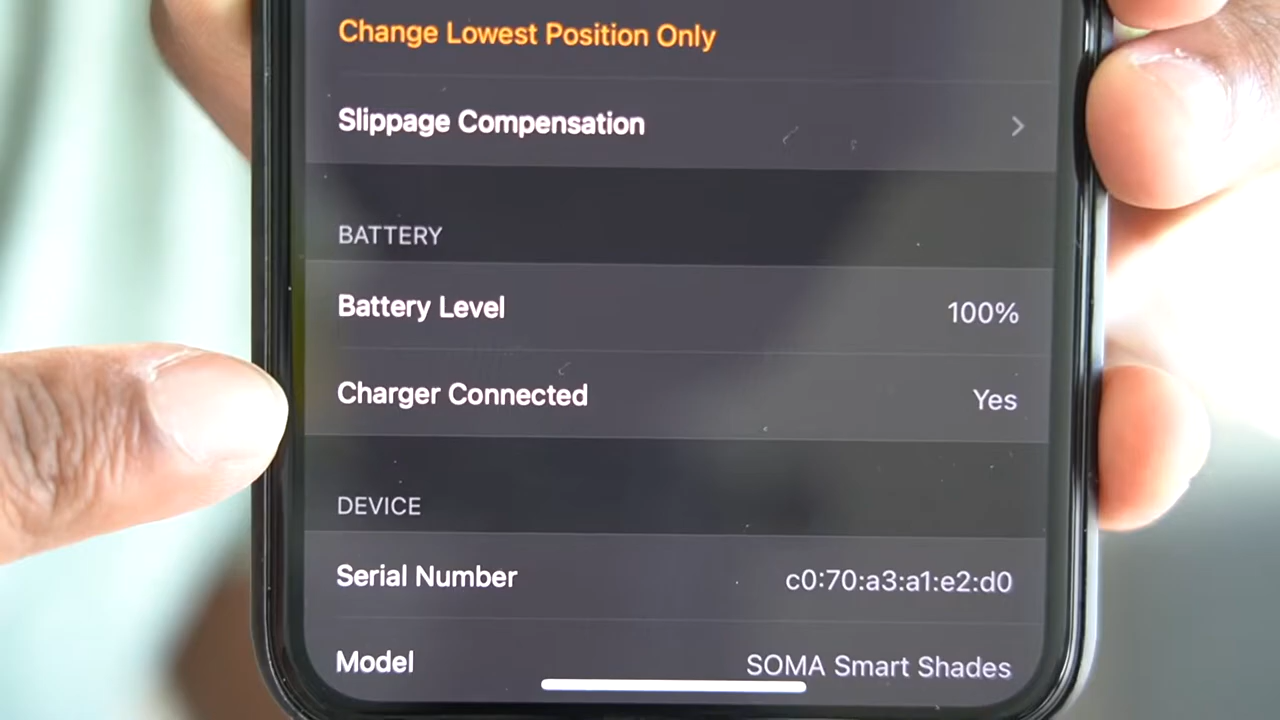 Change Lowest Position Only
Slippage Compensation
BATTERY
Battery Level 100%
Charger Connected Yes
DEVICE
Serial Number c0:70:a3:a1:e2:d0
Model SOMA Smart Shades